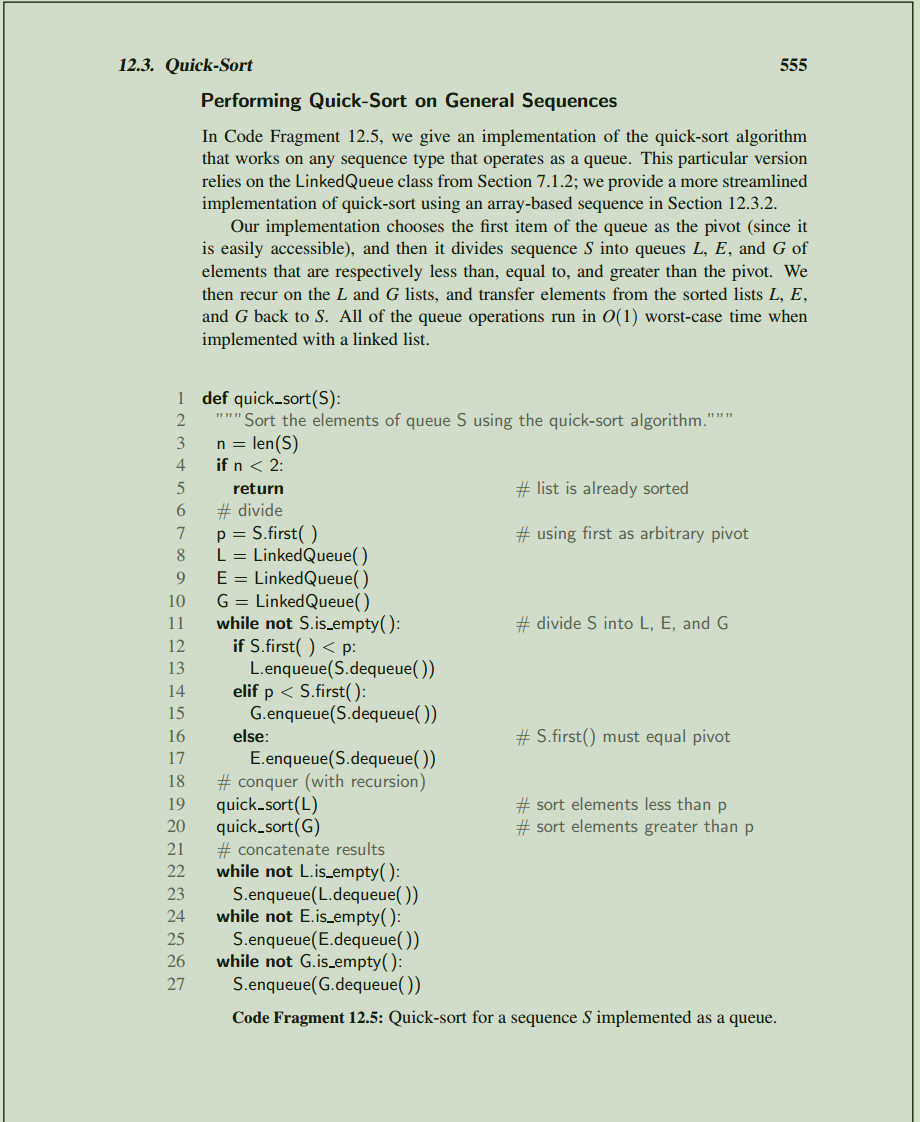 12.3. Quick-Sort 555
Performing Quick-Sort on General Sequences
In Code Fragment 12.5, we give an implementation of the quick-sort algorithm
that works on any sequence type that operates as a queue. This particular version
relies on the LinkedQueue class from Section 7.1.2; we provide a more streamlined
implementation of quick-sort using an array-based sequence in Section 12.3.2.
Our implementation chooses the first item of the queue as the pivot (since it
is easily accessible), and then it divides sequence S into queues L, E, and G of
elements that are respectively less than, equal to, and greater than the pivot. We
then recur on the L and G lists, and transfer elements from the sorted lists L, E,
and G back to S. All of the queue operations run in O(1) worst-case time when
implemented with a linked list.
1 def quick_sort(S):
2 """Sort the elements of queue S using the quick-sort algorithm."""
3 n = len(S)
4 if n < 2:
5 return # list is already sorted
6 # divide
7 p = S.first( ) # using first as arbitrary pivot
8 L = LinkedQueue( )
9 E = LinkedQueue( )
10 G = LinkedQueue( )
11 while not S.is_empty( ): # divide S into L, E, and G
12 if S.first( ) < p:
13 L.enqueue(S.dequeue( ))
14 elif p < S.first( ):
15 G.enqueue(S.dequeue( ))
16 else: # S.first() must equal pivot
17 E.enqueue(S.dequeue( ))
18 # conquer (with recursion)
19 quick_sort(L) # sort elements less than p
20 quick_sort(G) # sort elements greater than p
21 # concatenate results
22 while not L.is_empty( ):
23 S.enqueue(L.dequeue( ))
24 while not E.is_empty( ):
25 S.enqueue(E.dequeue( ))
26 while not G.is_empty( ):
27 S.enqueue(G.dequeue( ))
Code Fragment 12.5: Quick-sort for a sequence S implemented as a queue.